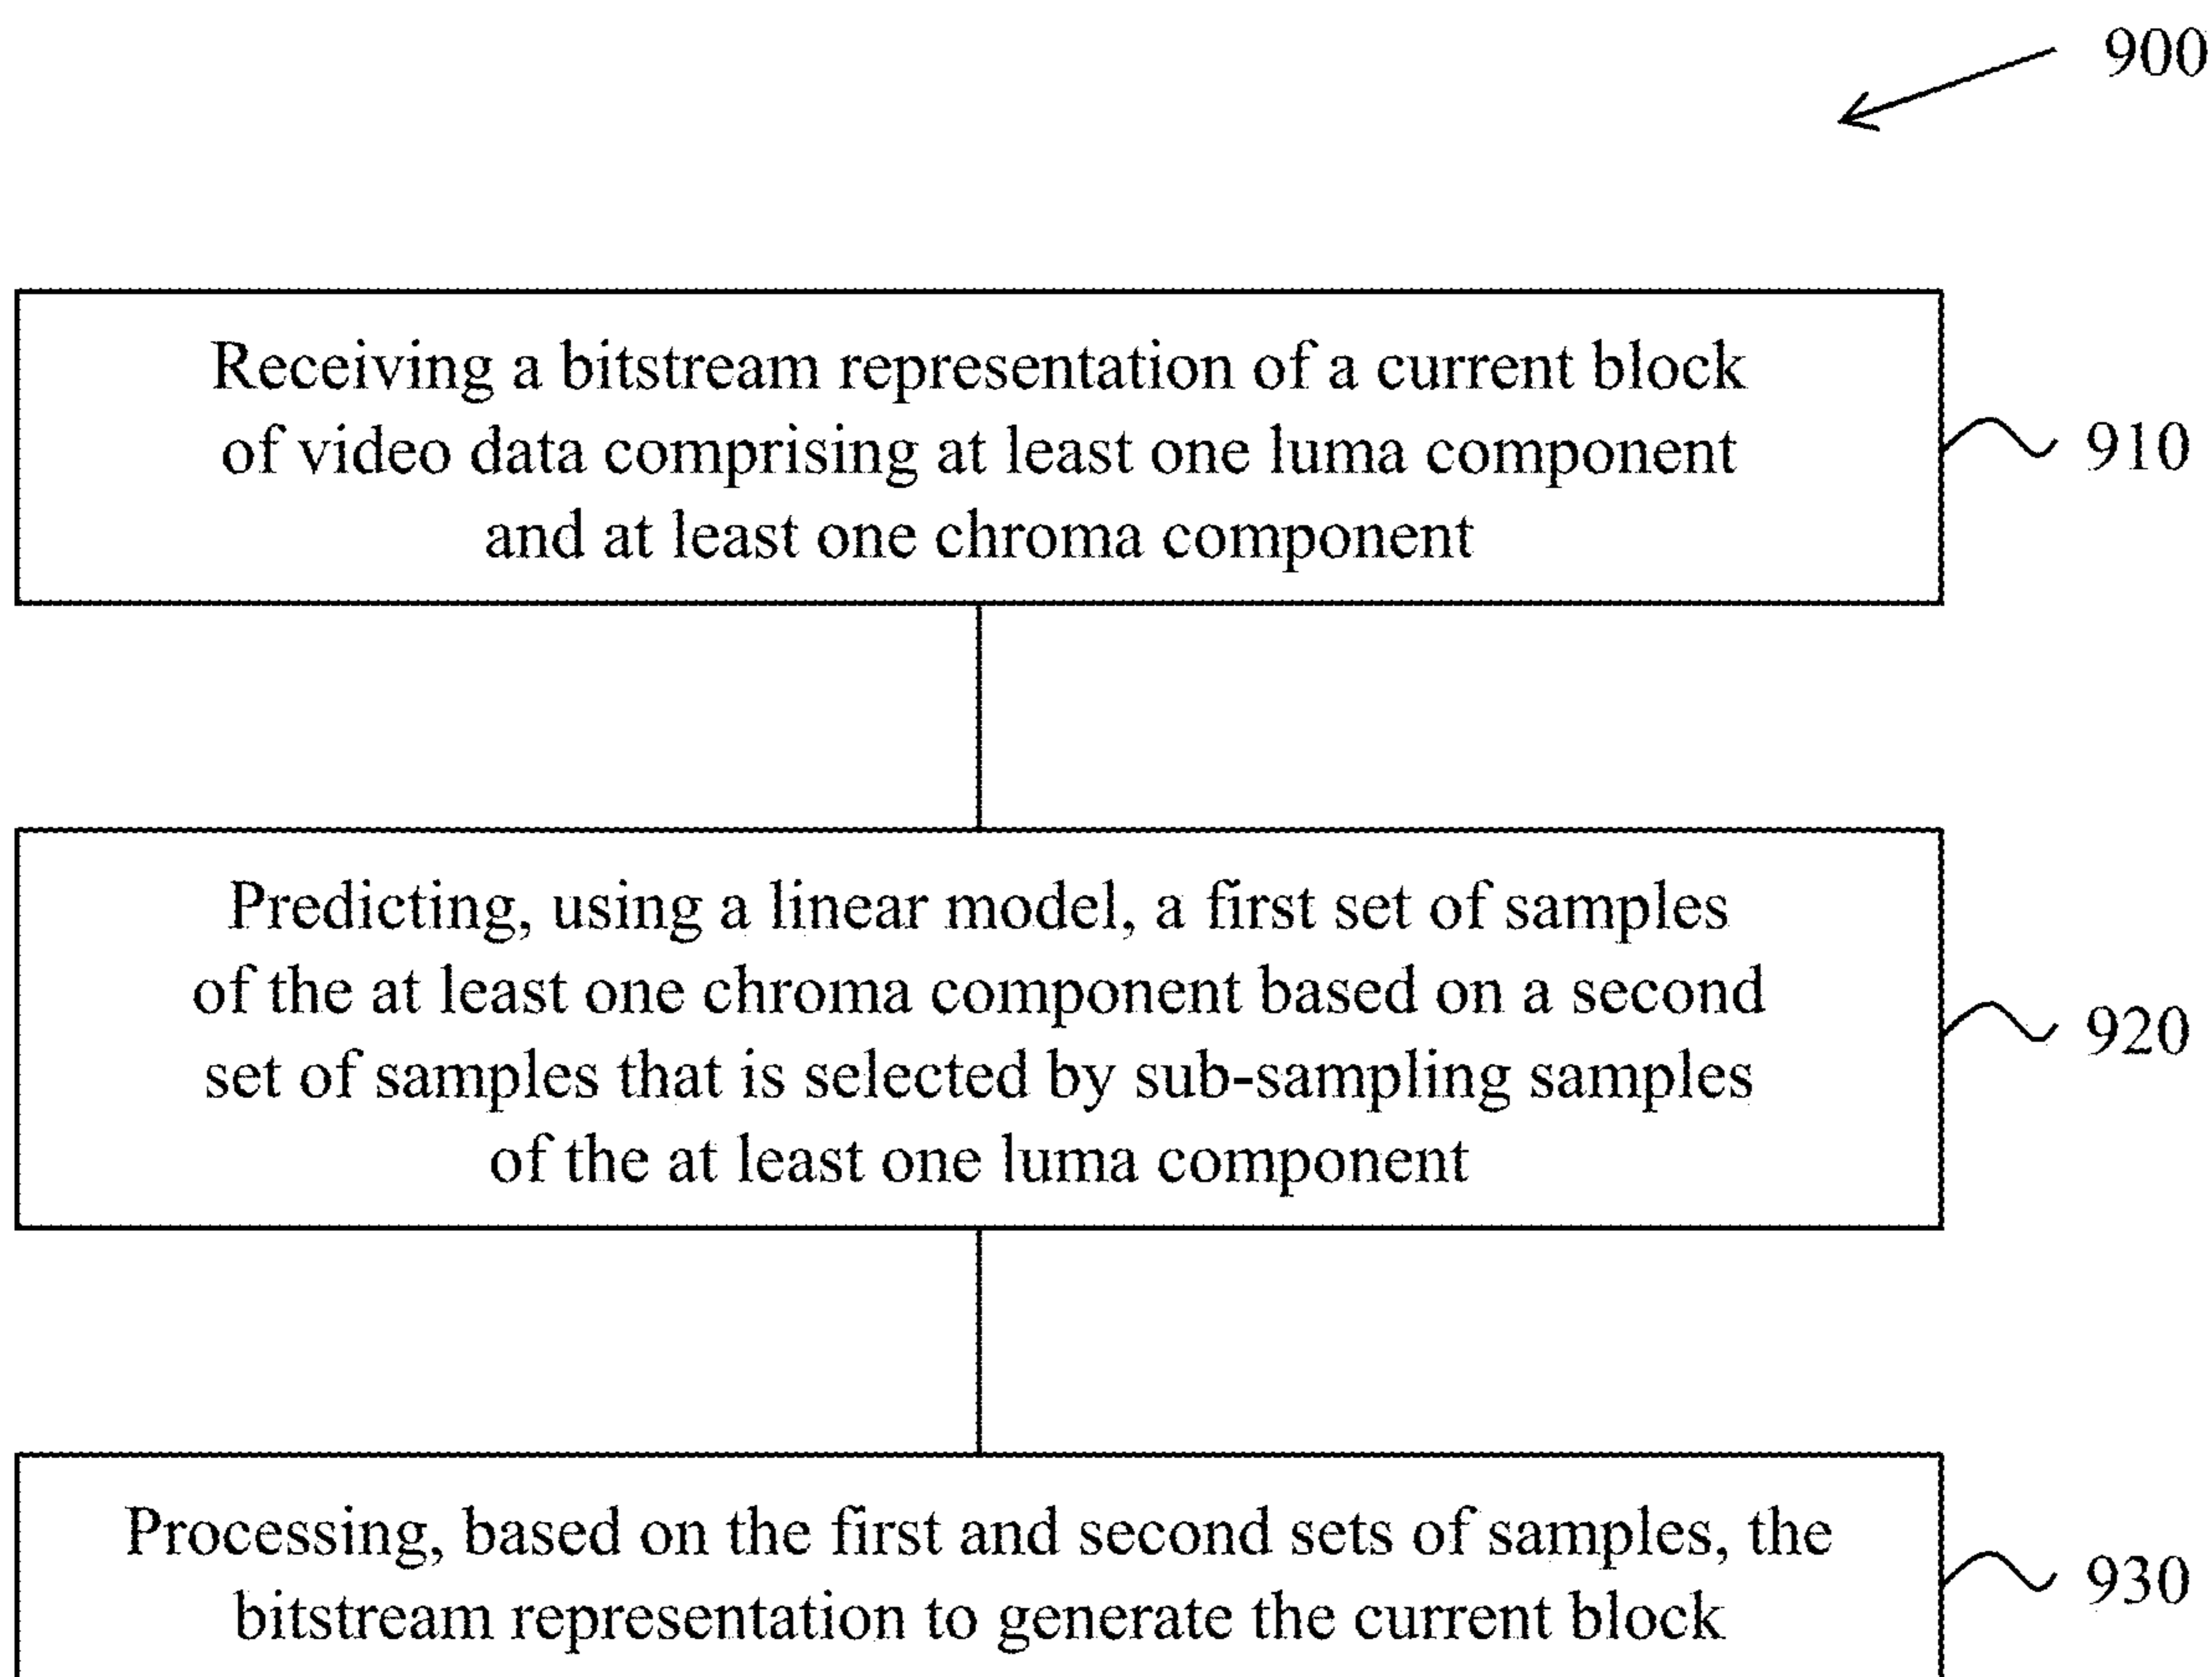 900
Receiving a bitstream representation of a current block
of video data comprising at least one luma component
and at least one chroma component
910
Predicting, using a linear model, a first set of samples
of the at least one chroma component based on a second
set of samples that is selected by sub-sampling samples
of the at least one luma component
920
Processing, based on the first and second sets of samples, the
bitstream representation to generate the current block
930